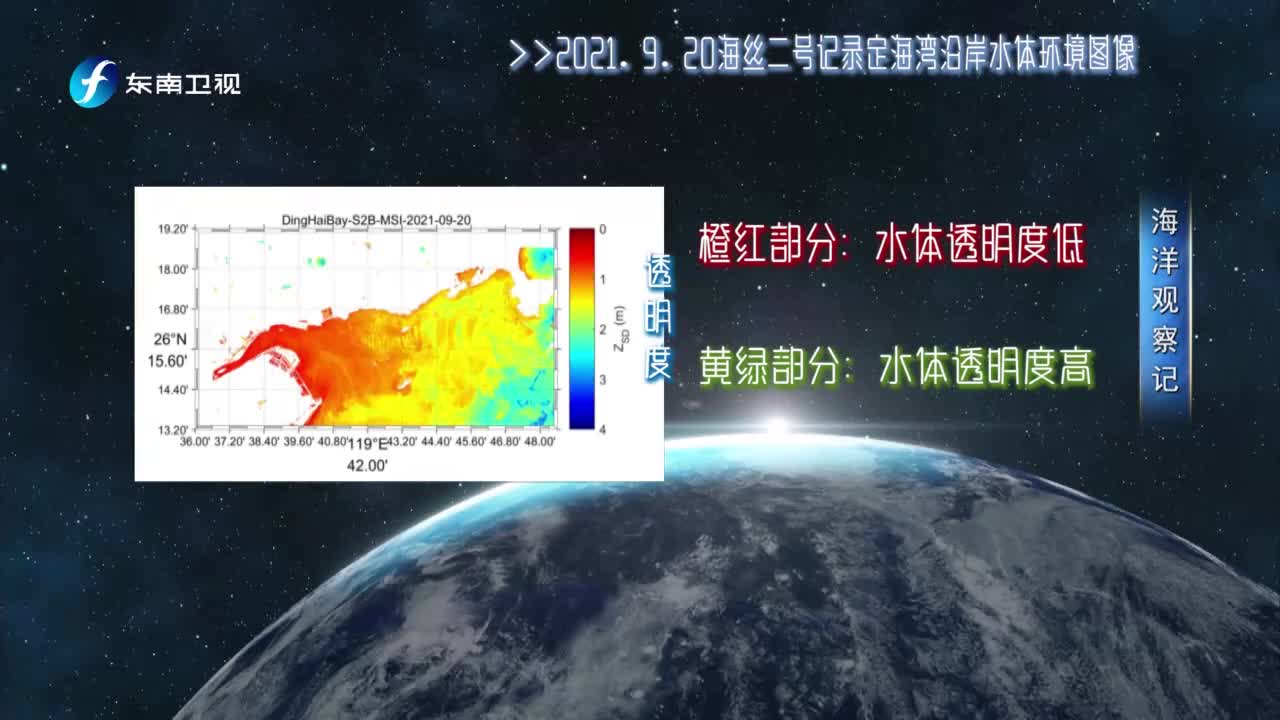 >>2021. 9. 20海丝二号记录定海湾沿岸水体环境图像
东南卫视
DingHaiBay-S2B-MSI-2021-09-20
19.20'
18.00'
16.80'
26°N
15.60'
14.40'
13.20'
36.00' 37.20' 38.40' 39.60' 40.80' 119°E 43.20' 44.40' 45.60' 46.80' 48.00'
42.00'
0
1
2
3
4
ZSD (m)
透明度
橙红部分：水体透明度低
黄绿部分：水体透明度高
海洋观察记